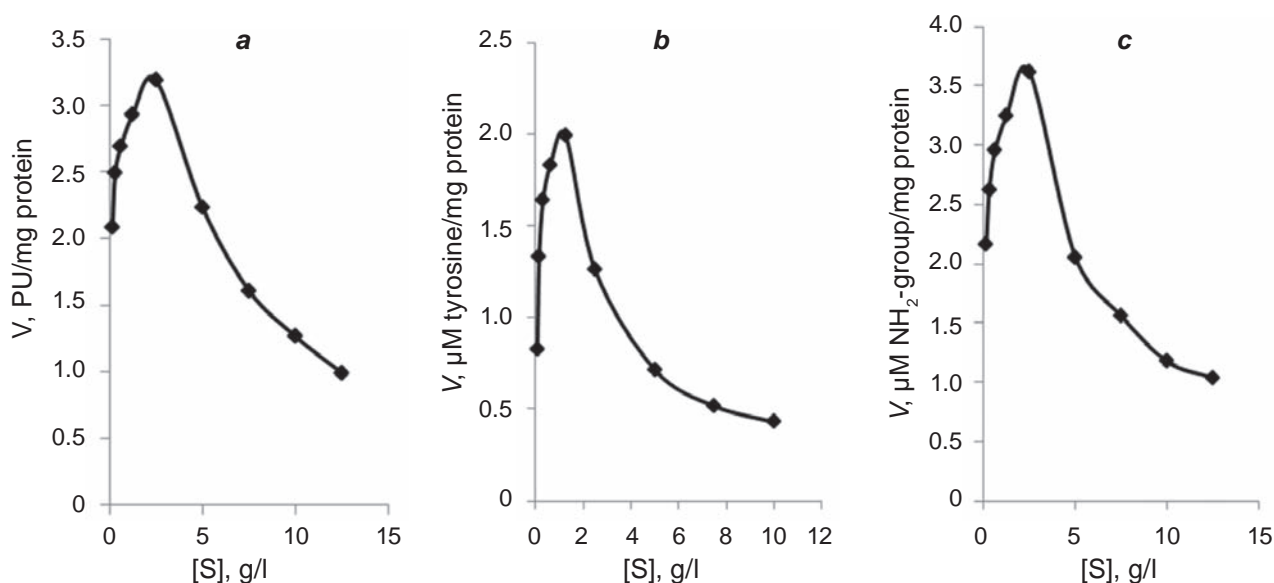 a
V, PU/mg protein
3.5
3.0
2.5
2.0
1.5
1.0
0.5
0
0 5 10 15
[S], g/l
b
V, µM tyrosine/mg protein
2.5
2.0
1.5
1.0
0.5
0
0 2 4 6 8 10 12
[S], g/l
c
V, µM NH₂-group/mg protein
4.0
3.5
3.0
2.5
2.0
1.5
1.0
0.5
0.0
0 5 10 15
[S], g/l